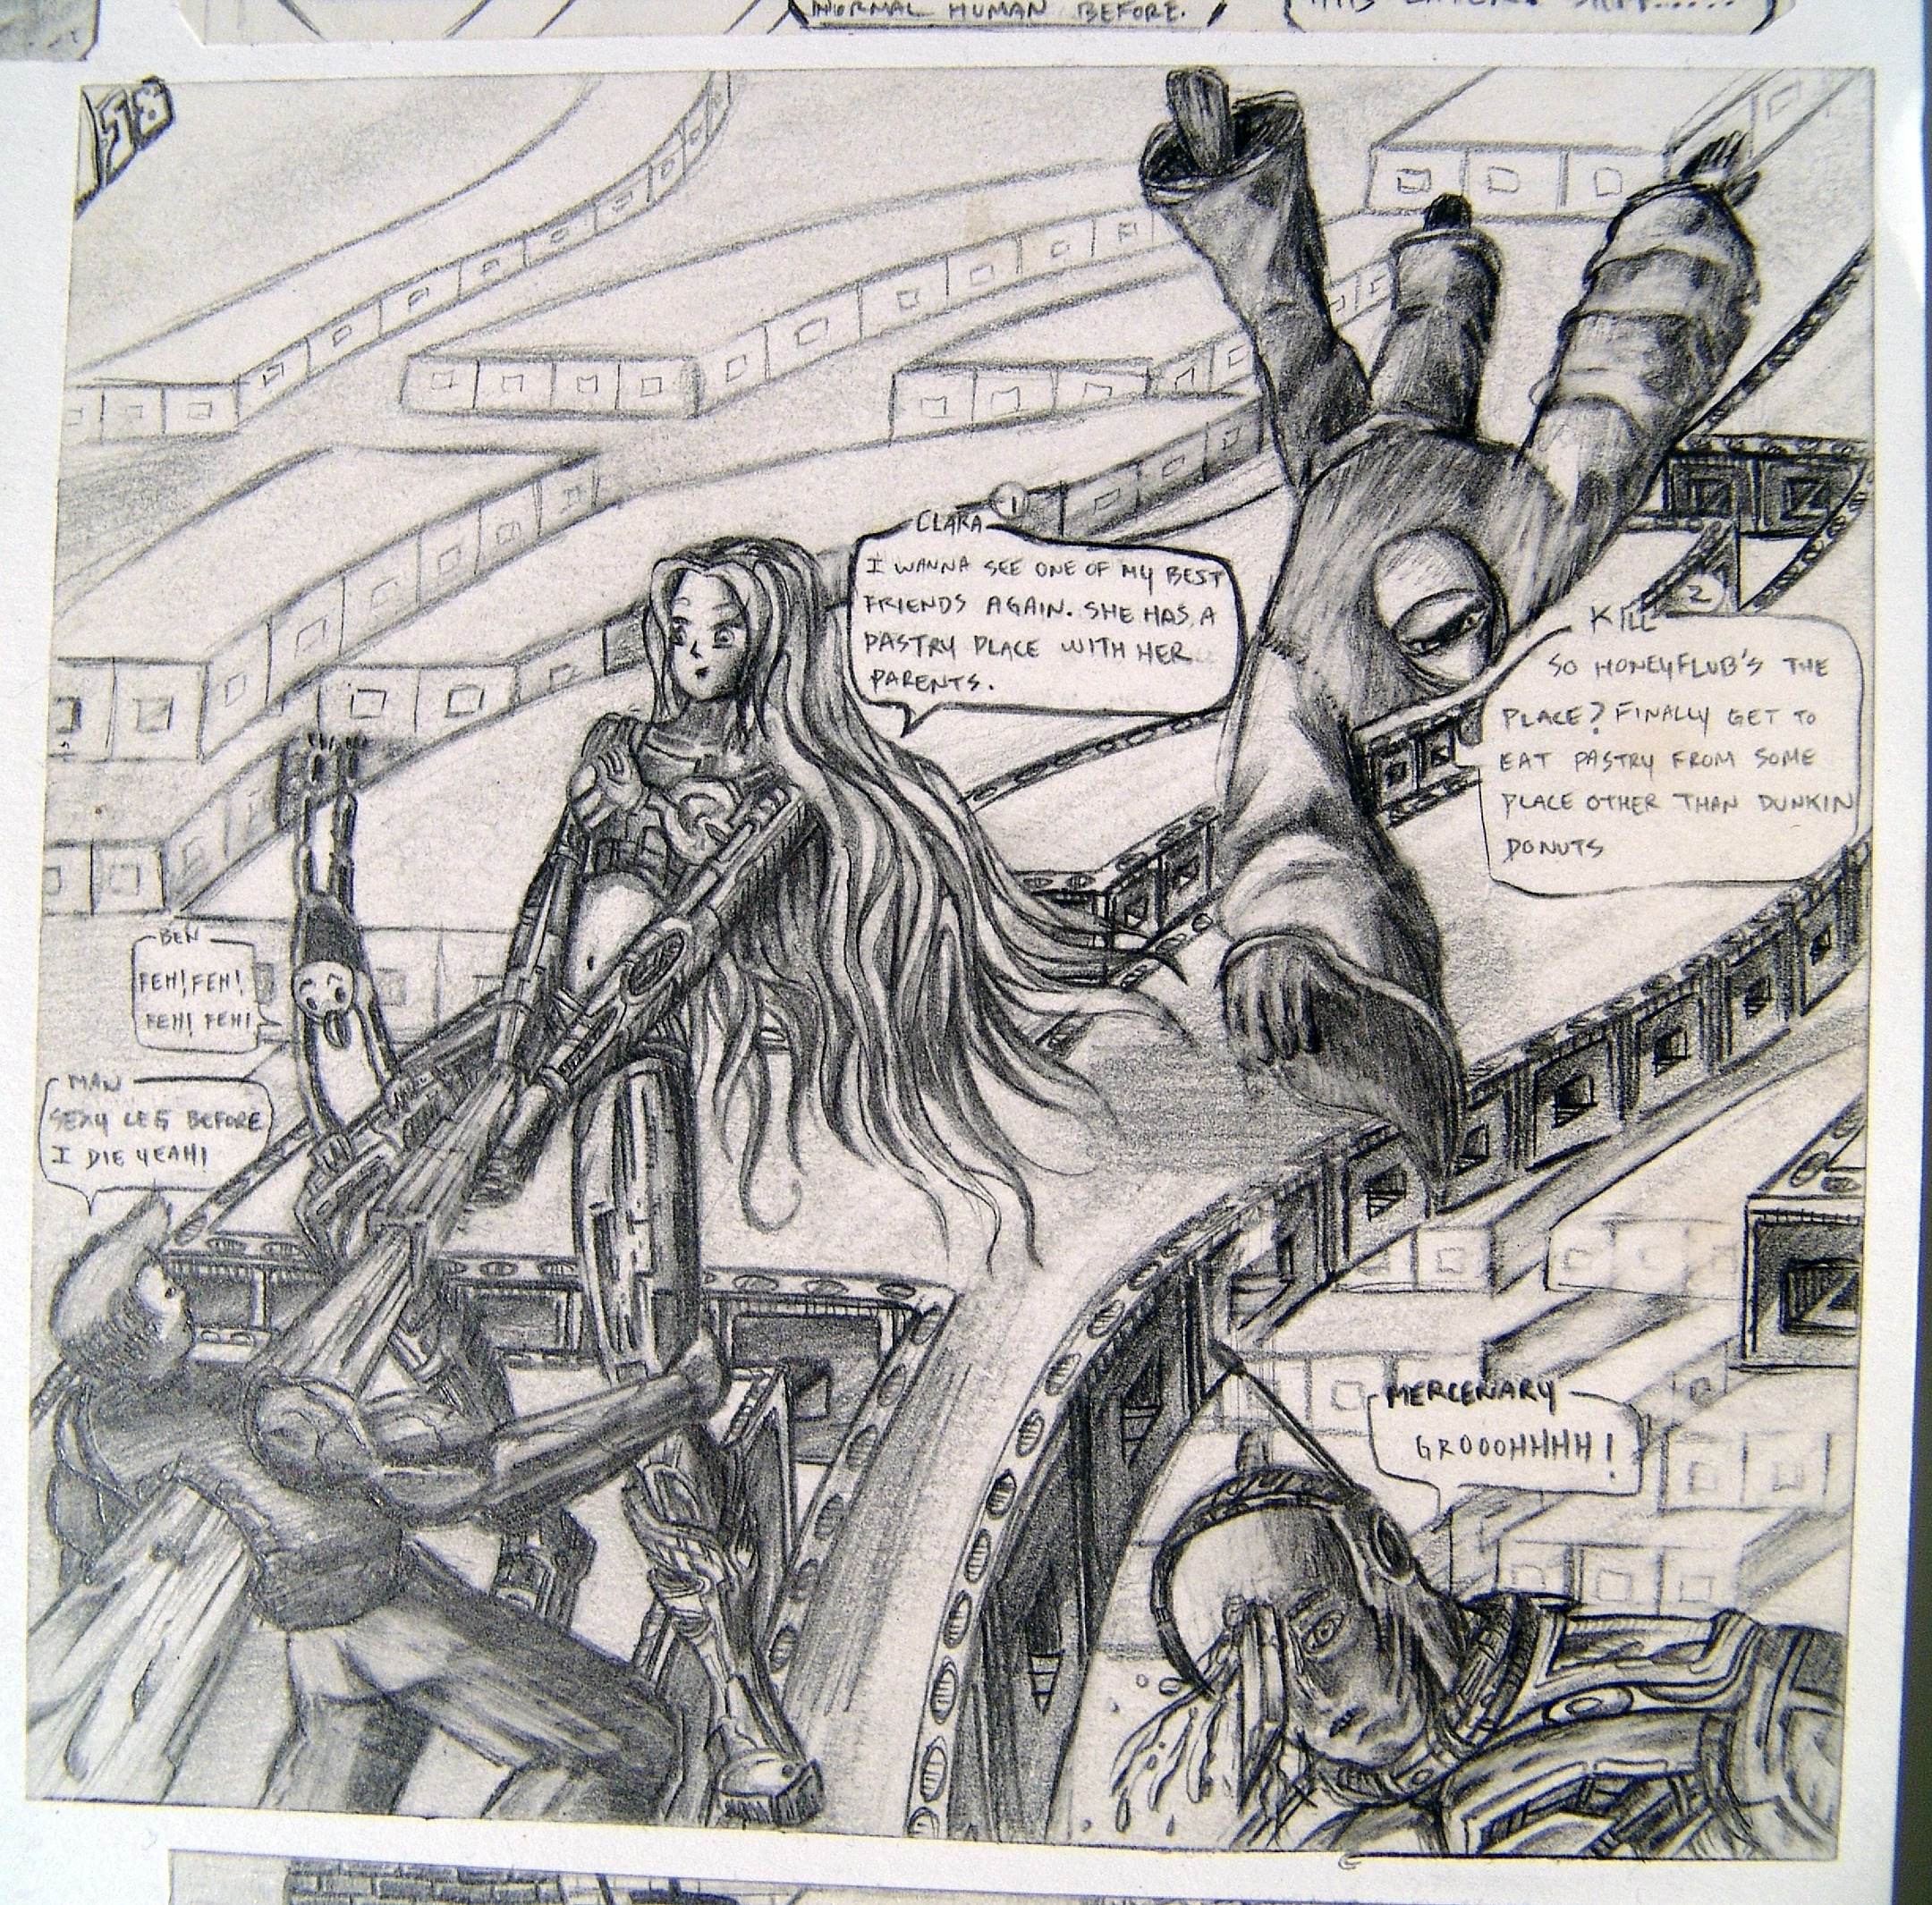 NORMAL HUMAN BEFORE.
158
1
CLARA
I WANNA SEE ONE OF MY BEST
FRIENDS AGAIN. SHE HAS A
PASTRY PLACE WITH HER
PARENTS.
2
KILL
SO HONEYFLUB'S THE
PLACE? FINALLY GET TO
EAT PASTRY FROM SOME
PLACE OTHER THAN DUNKIN
DONUTS
BEN
FEH! FEH!
FEH! FEH!
MAN
SEXY LEG BEFORE
I DIE YEAH!
MERCENARY
GROOOHHHH!